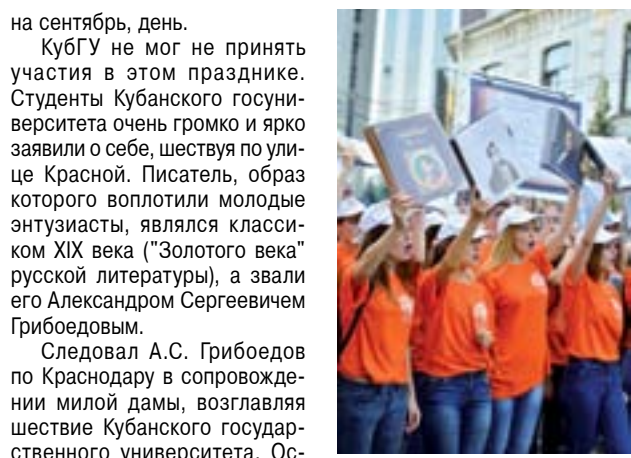 на сентябрь, день.
КубГУ не мог не принять
участия в этом празднике.
Студенты Кубанского госуни-
верситета очень громко и ярко
заявили о себе, шествуя по ули-
це Красной. Писатель, образ
которого воплотили молодые
энтузиасты, являлся класси-
ком XIX века ("Золотого века"
русской литературы), а звали
его Александром Сергеевичем
Грибоедовым.
Следовал А.С. Грибоедов
по Краснодару в сопровожде-
нии милой дамы, возглавляя
шествие Кубанского государ-
ственного университета. Ос-